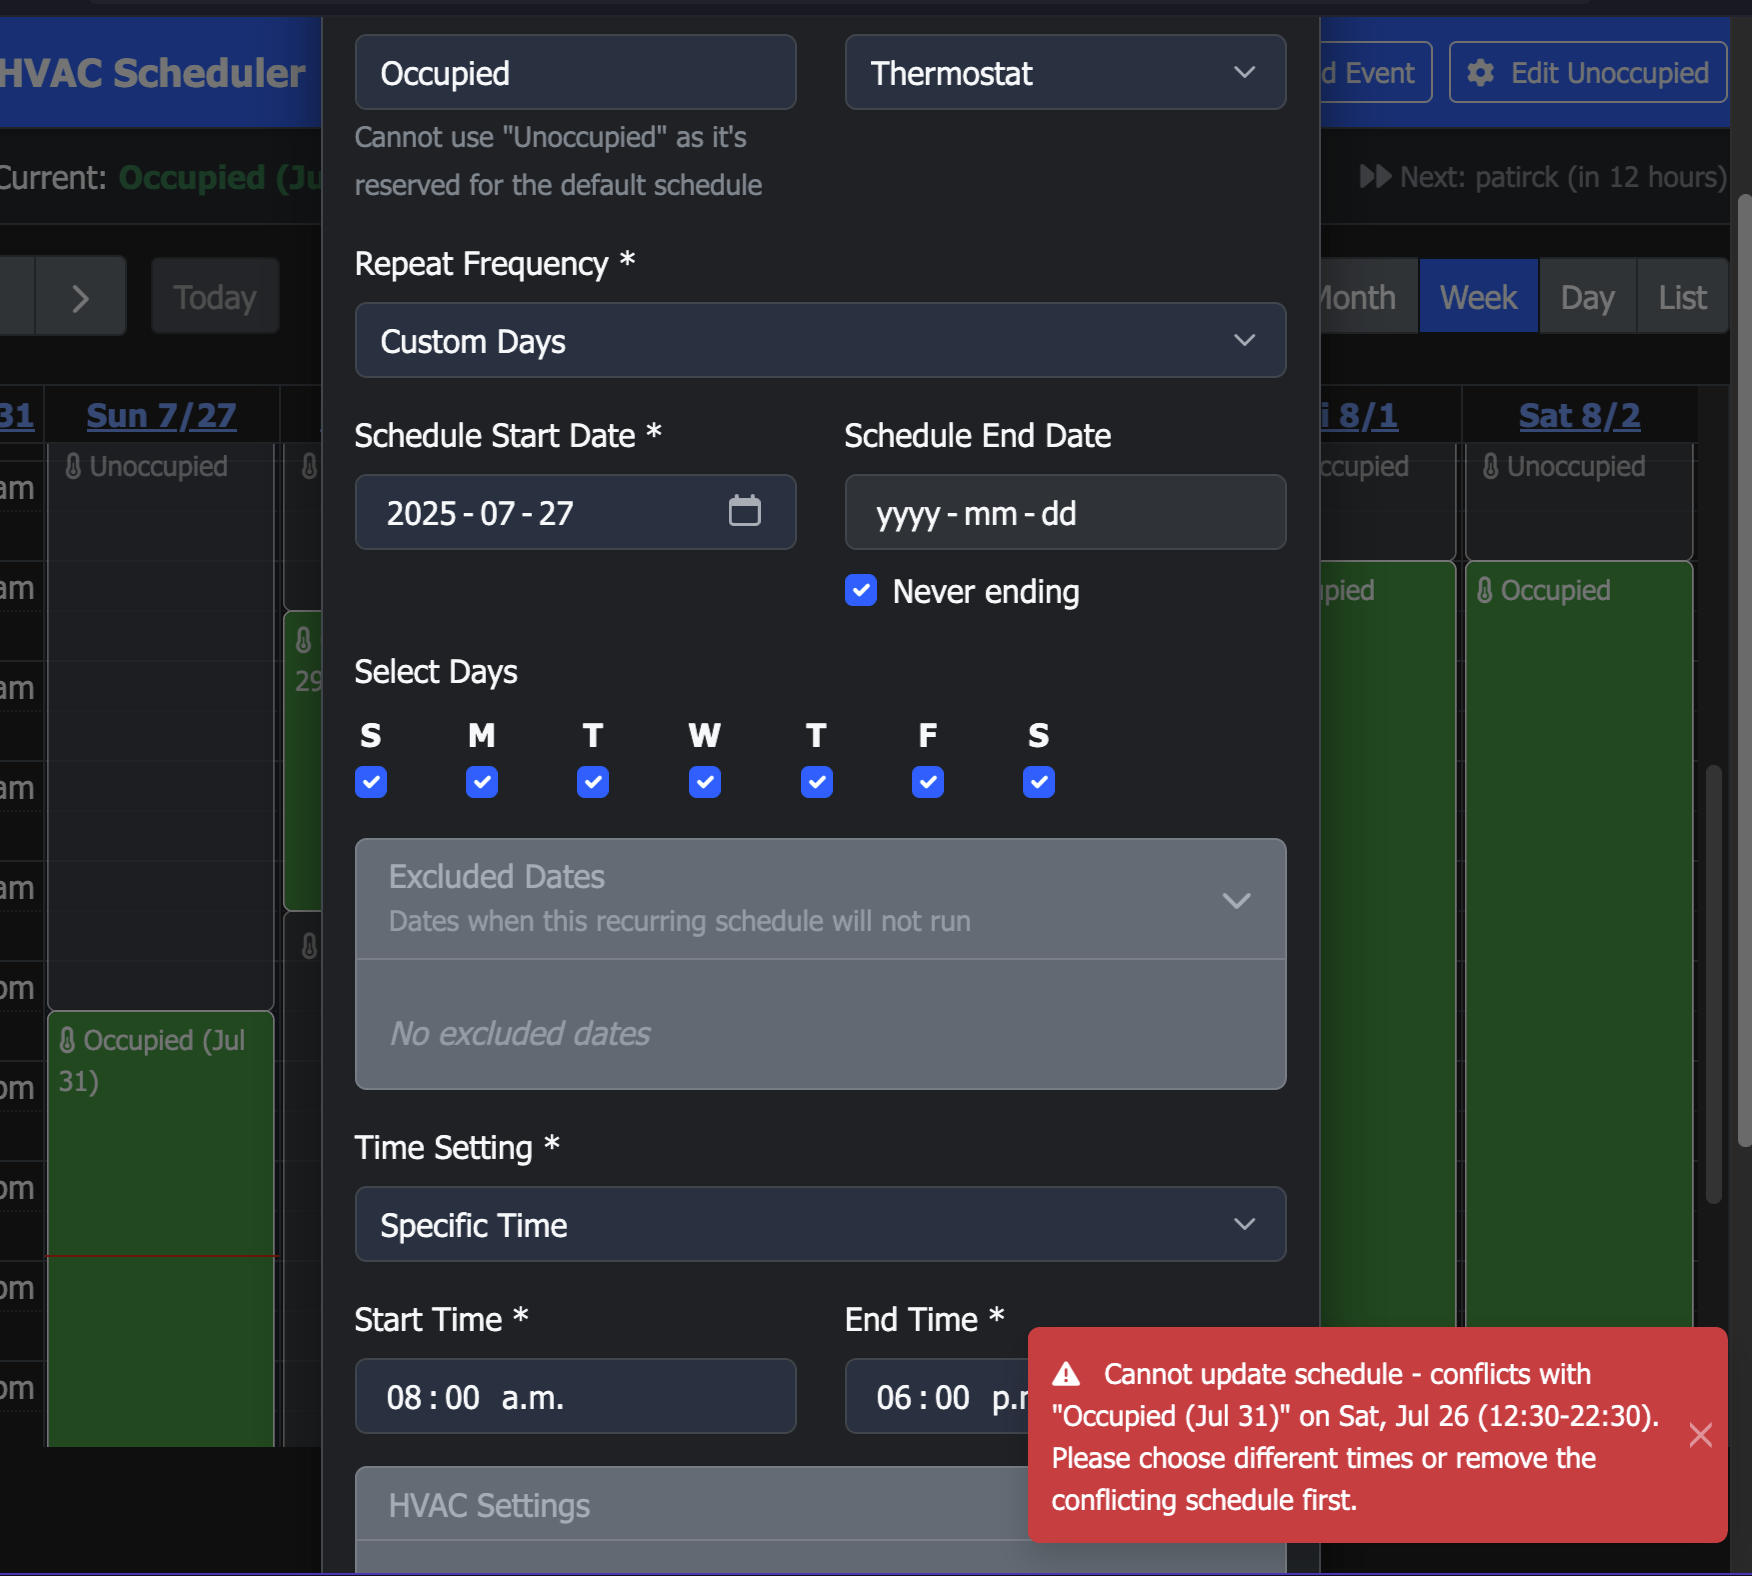 HVAC Scheduler
Event
Edit Unoccupied
Current: Occupied
Next: patirck (in 12 hours)
Today
Week
Day
List
Occupied
Thermostat
Cannot use "Unoccupied" as it's
reserved for the default schedule
Repeat Frequency *
Custom Days
Schedule Start Date *
Schedule End Date
2025-07-27
yyyy-mm-dd
Never ending
Select Days
S M T W T F S
Excluded Dates
Dates when this recurring schedule will not run
No excluded dates
Time Setting *
Specific Time
Start Time *
End Time *
08:00 a.m.
06:00
HVAC Settings
31
Sun 7/27
8/1
Sat 8/2
am
am
am
am
am
pm
pm
pm
pm
pm
Unoccupied
Occupied (Jul
31)
29
Unoccupied
Occupied
Cannot update schedule - conflicts with
"Occupied (Jul 31)" on Sat, Jul 26 (12:30-22:30).
Please choose different times or remove the
conflicting schedule first.